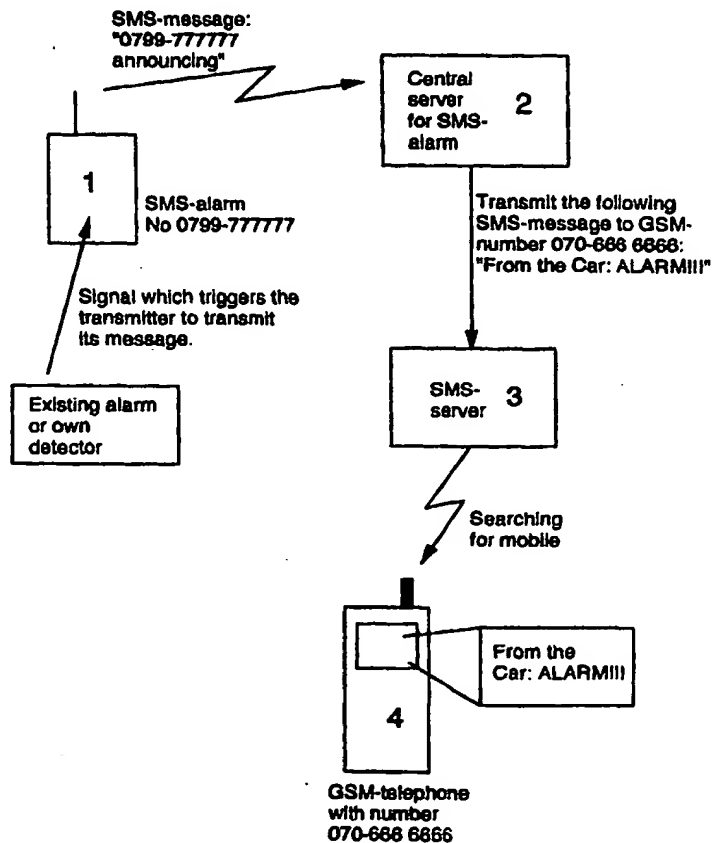 SMS-message:
"0799-777777
announcing"
Central
server
for SMS-
alarm
2
1
SMS-alarm
No 0799-777777
Transmit the following
SMS-message to GSM-
number 070-666 6666:
"From the Car: ALARM!!!"
Signal which triggers the
transmitter to transmit
its message.
Existing alarm
or own
detector
SMS-
server
3
Searching
for mobile
From the
Car: ALARM!!!
4
GSM-telephone
with number
070-666 6666